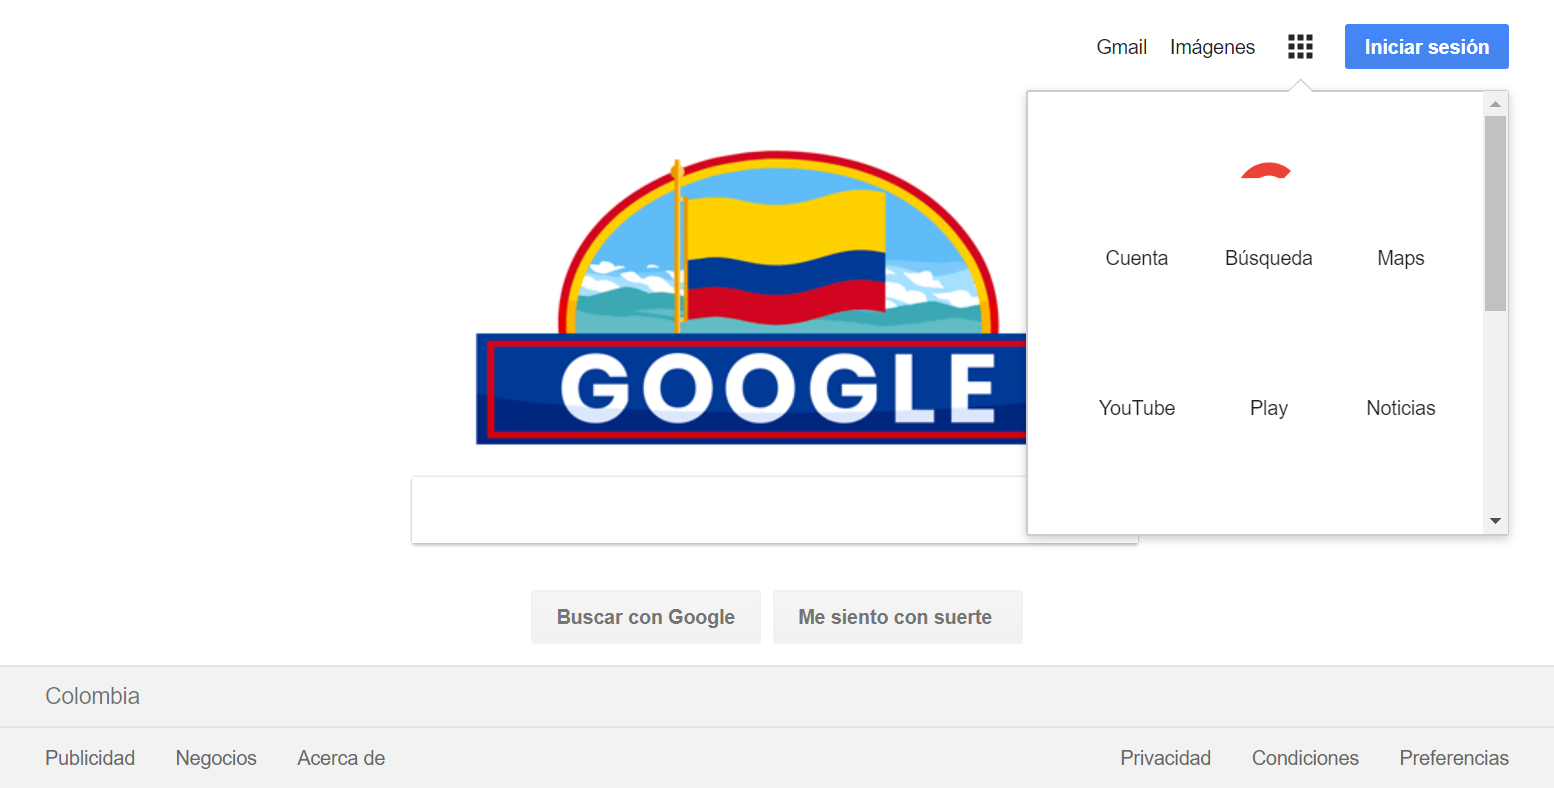 Gmail Imágenes Iniciar sesión
Cuenta Búsqueda Maps
YouTube Play Noticias
GOOGLE
Buscar con Google Me siento con suerte
Colombia
Publicidad Negocios Acerca de Privacidad Condiciones Preferencias